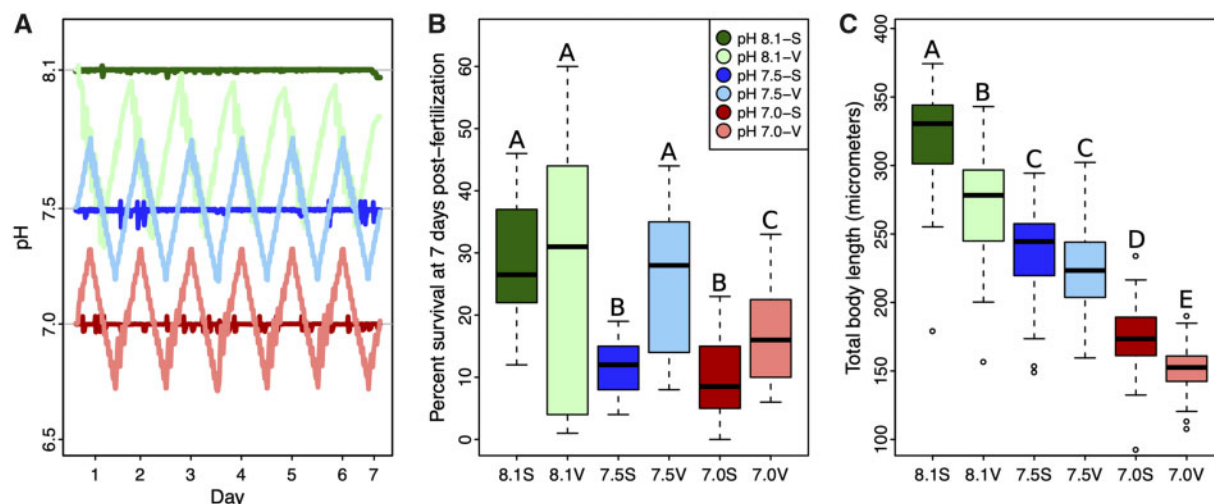 A
pH
8.1
7.5
7.0
6.5
1 2 3 4 5 6 7
Day
B
Percent survival at 7 days post-fertilization
60
50
40
30
20
10
0
A A B A B C
pH 8.1–S
pH 8.1–V
pH 7.5–S
pH 7.5–V
pH 7.0–S
pH 7.0–V
8.1S 8.1V 7.5S 7.5V 7.0S 7.0V
C
Total body length (micrometers)
400
350
300
250
200
150
100
A B C C D E
8.1S 8.1V 7.5S 7.5V 7.0S 7.0V